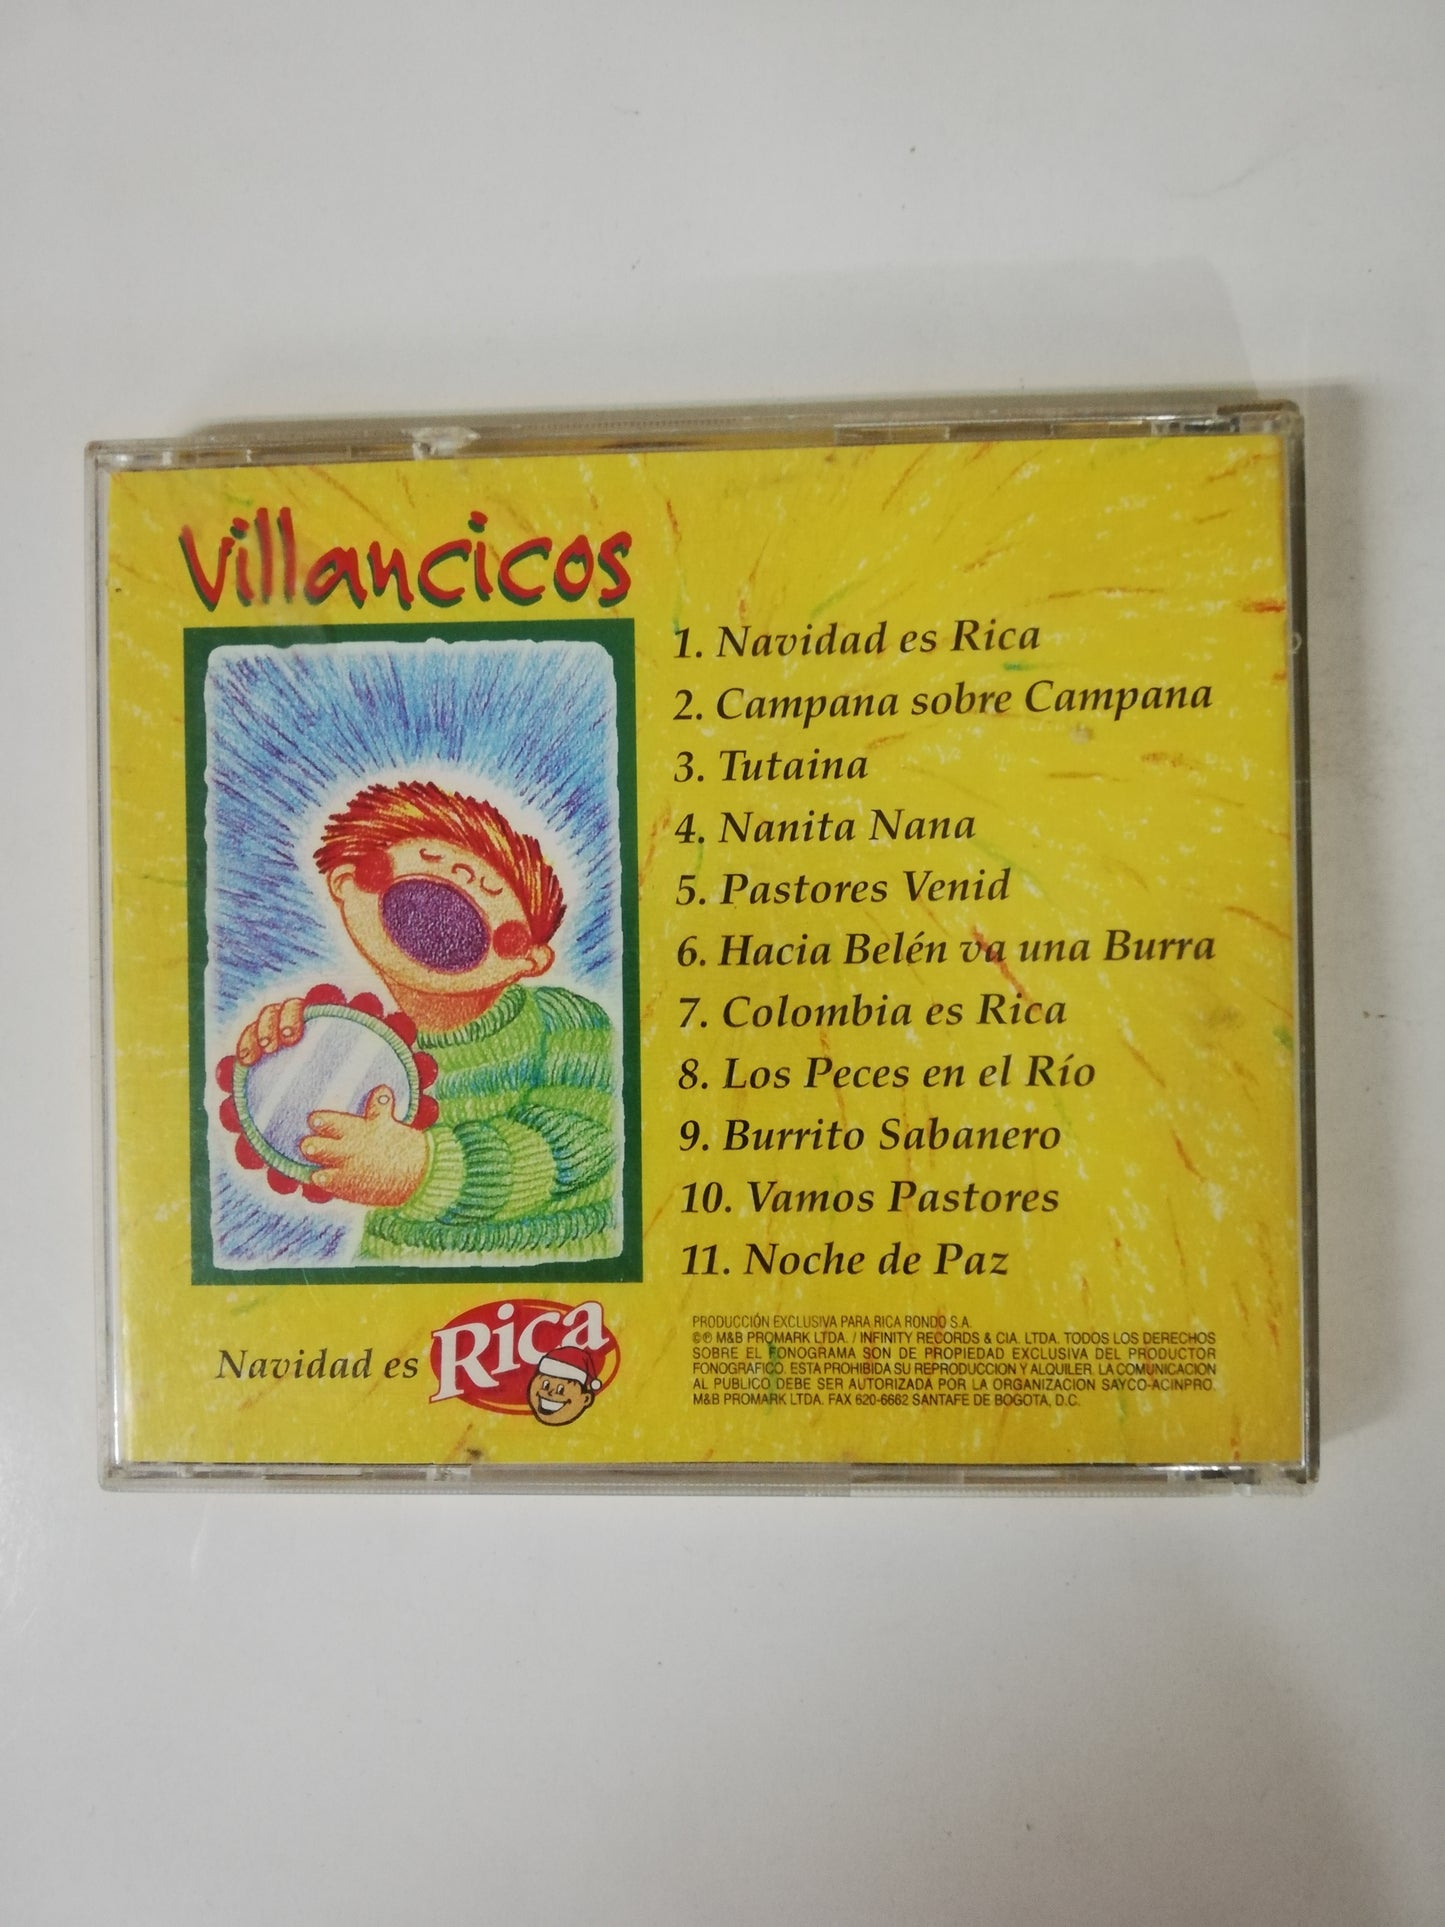 Villancicos
1. Navidad es Rica
2. Campana sobre Campana
3. Tutaina
4. Nanita Nana
5. Pastores Venid
6. Hacia Belén va una Burra
7. Colombia es Rica
8. Los Peces en el Río
9. Burrito Sabanero
10. Vamos Pastores
11. Noche de Paz
Navidad es Rica
PRODUCCIÓN EXCLUSIVA PARA RICA RONDO S.A.
©℗ M&B PROMARK LTDA. / INFINITY RECORDS & CIA. LTDA. TODOS LOS DERECHOS
SOBRE EL FONOGRAMA SON DE PROPIEDAD EXCLUSIVA DEL PRODUCTOR
FONOGRAFICO. ESTA PROHIBIDA SU REPRODUCCION Y ALQUILER. LA COMUNICACION
AL PUBLICO DEBE SER AUTORIZADA POR LA ORGANIZACION SAYCO-ACINPRO.
M&B PROMARK LTDA. FAX 620-6662 SANTAFE DE BOGOTA, D.C.